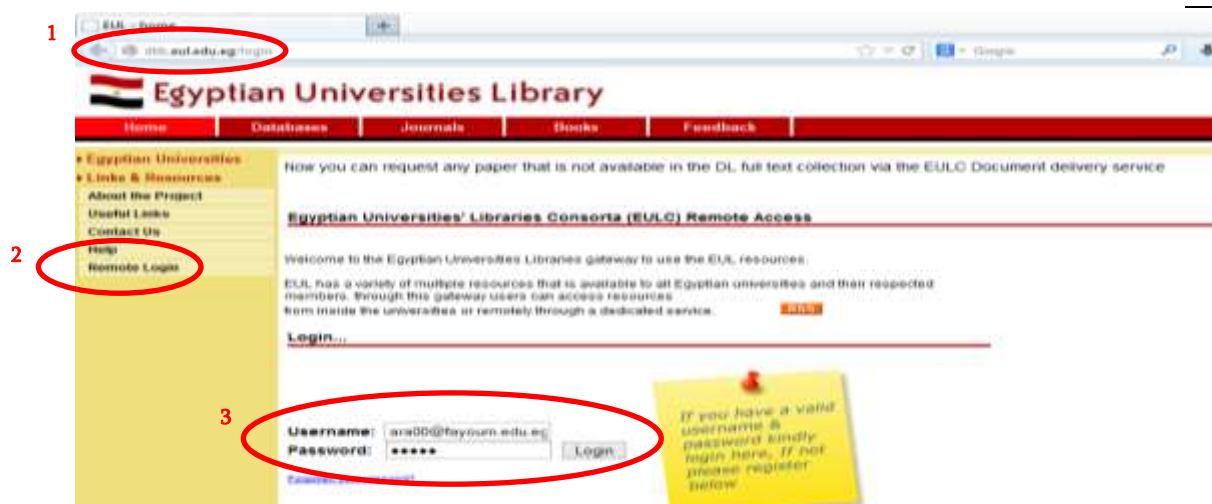 1
EUL - home
dlib.eul.edu.eg/login
Google
Egyptian Universities Library
Home Databases Journals Books Feedback
Egyptian Universities
Links & Resources
About the Project
Useful Links
Contact Us
Help
Remote Login
2
Now you can request any paper that is not available in the DL full text collection via the EULC Document delivery service
Egyptian Universities' Libraries Consorta (EULC) Remote Access
Welcome to the Egyptian Universities Libraries gateway to use the EUL resources.
EUL has a variety of multiple resources that is available to all Egyptian universities and their respected
members. through this gateway users can access resources
from inside the universities or remotely through a dedicated service.
Login...
3
Username: ara00@fayoum.edu.eg
Password: •••••
Login
If you have a valid
username &
password kindly
login here, If not
please register
below